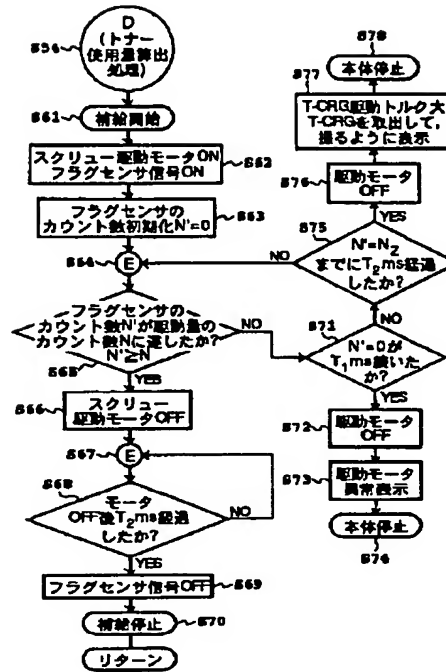 D
(トナー
使用量算出
処理)
S54
S61
補給開始
スクリュー駆動モータON
フラグセンサ信号ON
S62
フラグセンサの
カウント数初期化N'=0
S63
S64
E
フラグセンサの
カウント数N'が駆動量の
カウント数Nに達したか?
N'≧N
S65
NO
YES
S66
スクリュー
駆動モータOFF
S67
E
S68
モータ
OFF後T₂ms経過
したか?
NO
YES
フラグセンサ信号OFF
S69
補給停止
S70
リターン
S78
本体停止
S77
T-CRG駆動トルク大
T-CRGを取出して,
振るように表示
S76
駆動モータ
OFF
YES
S75
NO
N'=N₂
までにT₂ms経過
したか?
NO
S71
N'=0が
T₁ms続いた
か?
YES
S72
駆動モータ
OFF
S73
駆動モータ
異常表示
本体停止
S74